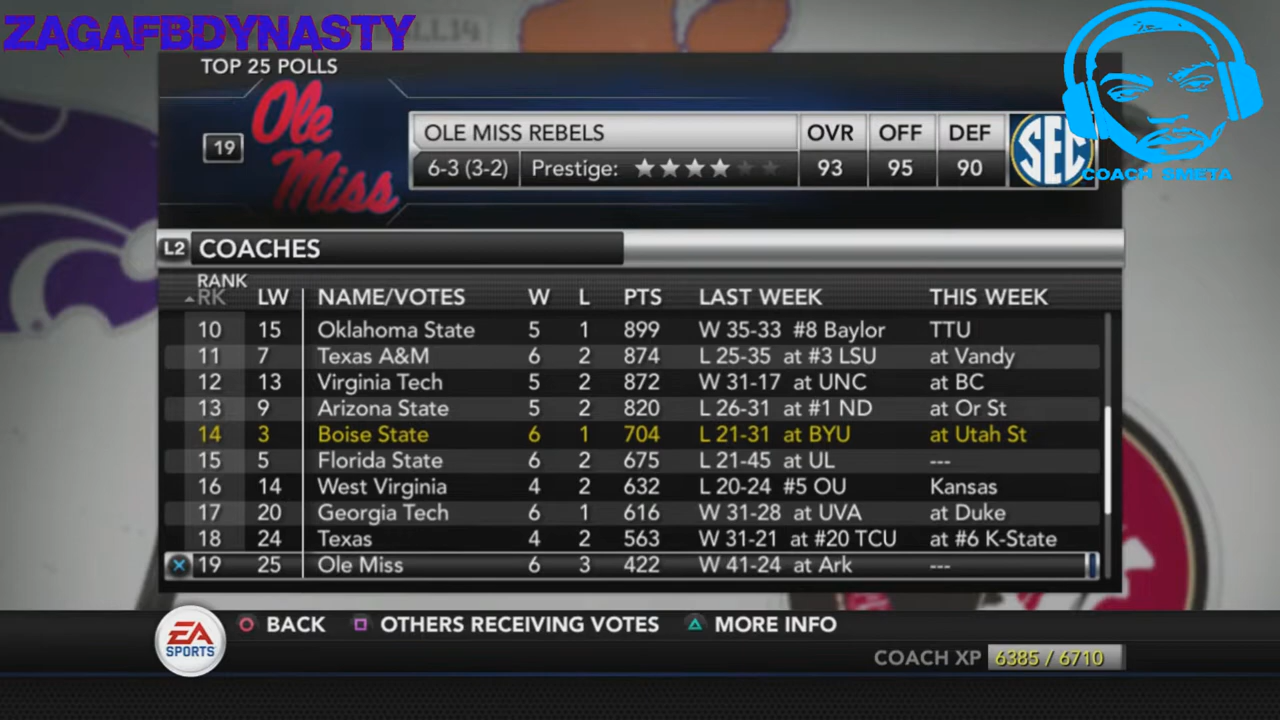 ZAGAFBDYNASTY
TOP 25 POLLS
19
Ole Miss
OLE MISS REBELS OVR OFF DEF
6-3 (3-2) Prestige: 93 95 90
SEC
COACH SMETA
L2 COACHES
RANK
RK LW NAME/VOTES W L PTS LAST WEEK THIS WEEK
10 15 Oklahoma State 5 1 899 W 35-33 #8 Baylor TTU
11 7 Texas A&M 6 2 874 L 25-35 at #3 LSU at Vandy
12 13 Virginia Tech 5 2 872 W 31-17 at UNC at BC
13 9 Arizona State 5 2 820 L 26-31 at #1 ND at Or St
14 3 Boise State 6 1 704 L 21-31 at BYU at Utah St
15 5 Florida State 6 2 675 L 21-45 at UL ---
16 14 West Virginia 4 2 632 L 20-24 #5 OU Kansas
17 20 Georgia Tech 6 1 616 W 31-28 at UVA at Duke
18 24 Texas 4 2 563 W 31-21 at #20 TCU at #6 K-State
19 25 Ole Miss 6 3 422 W 41-24 at Ark ---
BACK OTHERS RECEIVING VOTES MORE INFO
EA SPORTS
COACH XP 6385 / 6710